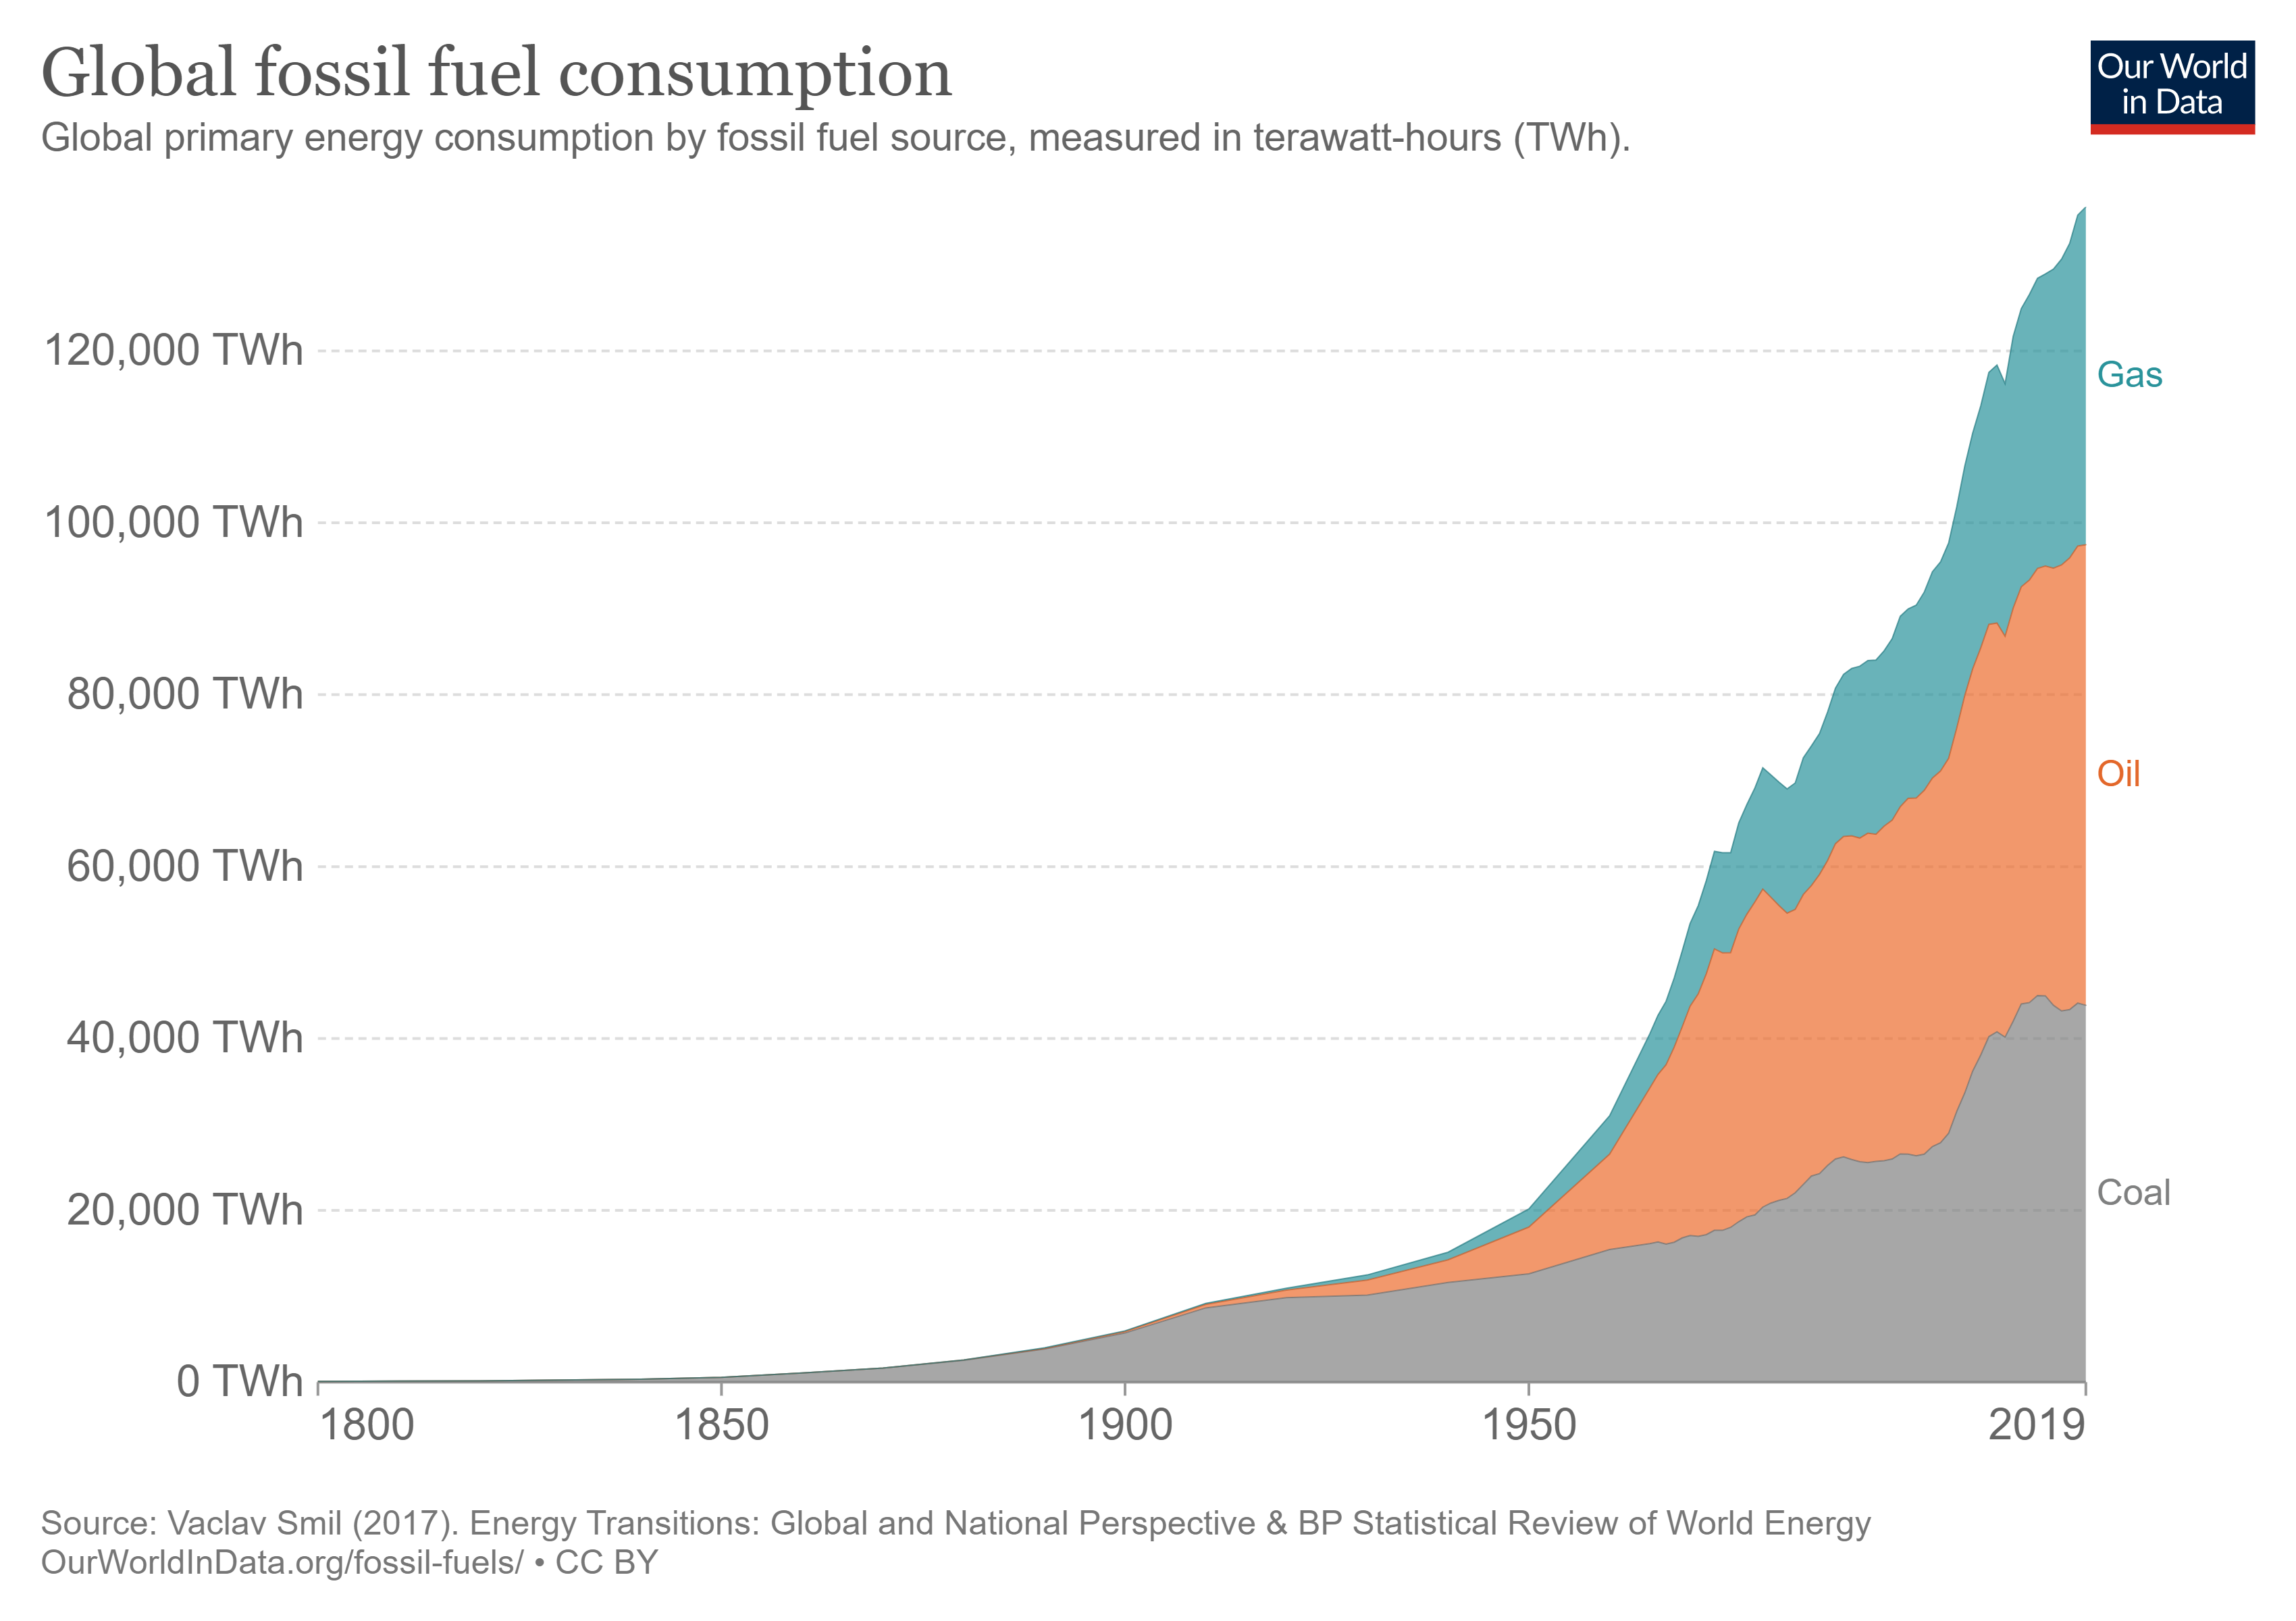 Global fossil fuel consumption
Global primary energy consumption by fossil fuel source, measured in terawatt-hours (TWh).
Our World
in Data
120,000 TWh
100,000 TWh
80,000 TWh
60,000 TWh
40,000 TWh
20,000 TWh
0 TWh
Gas
Oil
Coal
1800
1850
1900
1950
2019
Source: Vaclav Smil (2017). Energy Transitions: Global and National Perspective & BP Statistical Review of World Energy
OurWorldInData.org/fossil-fuels/ • CC BY